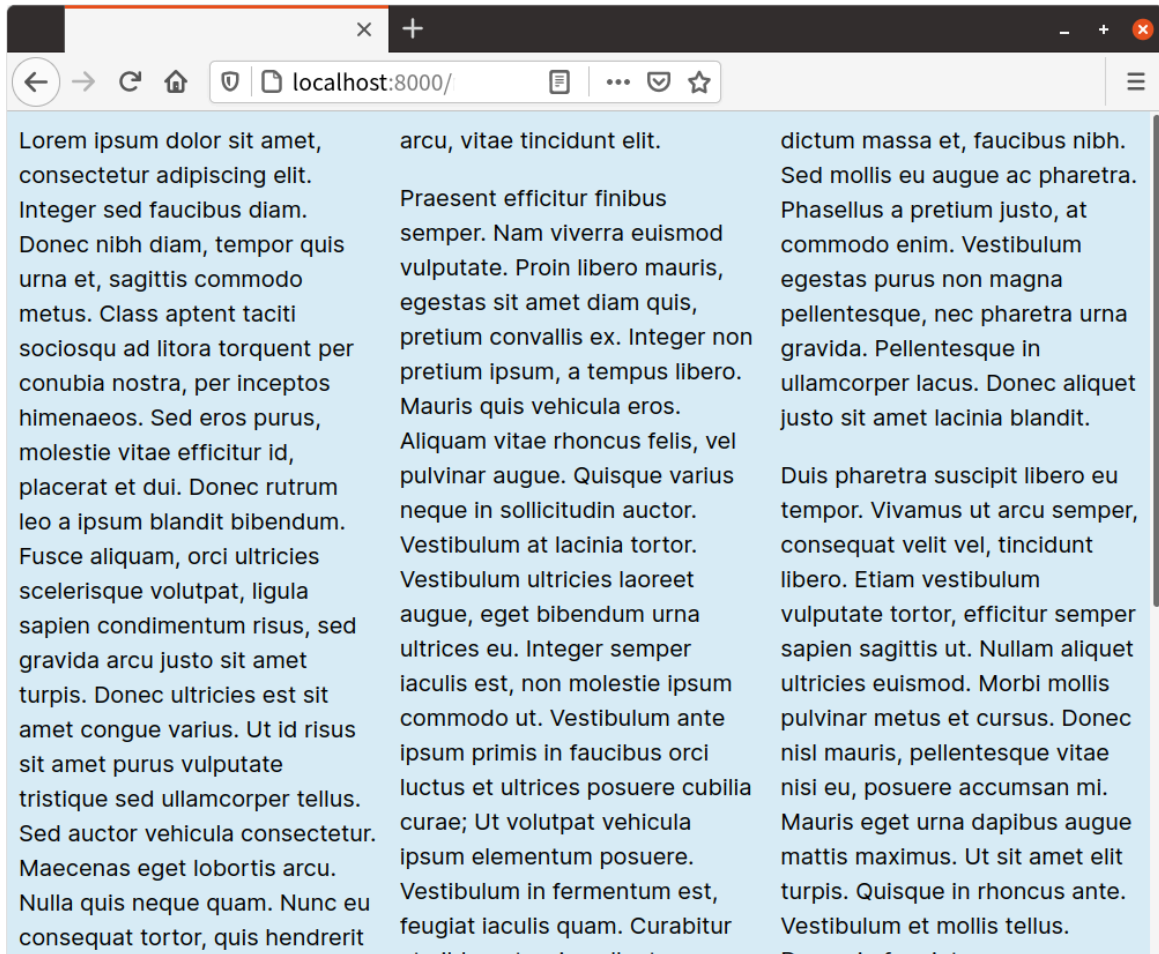 localhost:8000/
Lorem ipsum dolor sit amet,
consectetur adipiscing elit.
Integer sed faucibus diam.
Donec nibh diam, tempor quis
urna et, sagittis commodo
metus. Class aptent taciti
sociosqu ad litora torquent per
conubia nostra, per inceptos
himenaeos. Sed eros purus,
molestie vitae efficitur id,
placerat et dui. Donec rutrum
leo a ipsum blandit bibendum.
Fusce aliquam, orci ultricies
scelerisque volutpat, ligula
sapien condimentum risus, sed
gravida arcu justo sit amet
turpis. Donec ultricies est sit
amet congue varius. Ut id risus
sit amet purus vulputate
tristique sed ullamcorper tellus.
Sed auctor vehicula consectetur.
Maecenas eget lobortis arcu.
Nulla quis neque quam. Nunc eu
consequat tortor, quis hendrerit
arcu, vitae tincidunt elit.
Praesent efficitur finibus
semper. Nam viverra euismod
vulputate. Proin libero mauris,
egestas sit amet diam quis,
pretium convallis ex. Integer non
pretium ipsum, a tempus libero.
Mauris quis vehicula eros.
Aliquam vitae rhoncus felis, vel
pulvinar augue. Quisque varius
neque in sollicitudin auctor.
Vestibulum at lacinia tortor.
Vestibulum ultricies laoreet
augue, eget bibendum urna
ultrices eu. Integer semper
iaculis est, non molestie ipsum
commodo ut. Vestibulum ante
ipsum primis in faucibus orci
luctus et ultrices posuere cubilia
curae; Ut volutpat vehicula
ipsum elementum posuere.
Vestibulum in fermentum est,
feugiat iaculis quam. Curabitur
dictum massa et, faucibus nibh.
Sed mollis eu augue ac pharetra.
Phasellus a pretium justo, at
commodo enim. Vestibulum
egestas purus non magna
pellentesque, nec pharetra urna
gravida. Pellentesque in
ullamcorper lacus. Donec aliquet
justo sit amet lacinia blandit.
Duis pharetra suscipit libero eu
tempor. Vivamus ut arcu semper,
consequat velit vel, tincidunt
libero. Etiam vestibulum
vulputate tortor, efficitur semper
sapien sagittis ut. Nullam aliquet
ultricies euismod. Morbi mollis
pulvinar metus et cursus. Donec
nisl mauris, pellentesque vitae
nisi eu, posuere accumsan mi.
Mauris eget urna dapibus augue
mattis maximus. Ut sit amet elit
turpis. Quisque in rhoncus ante.
Vestibulum et mollis tellus.